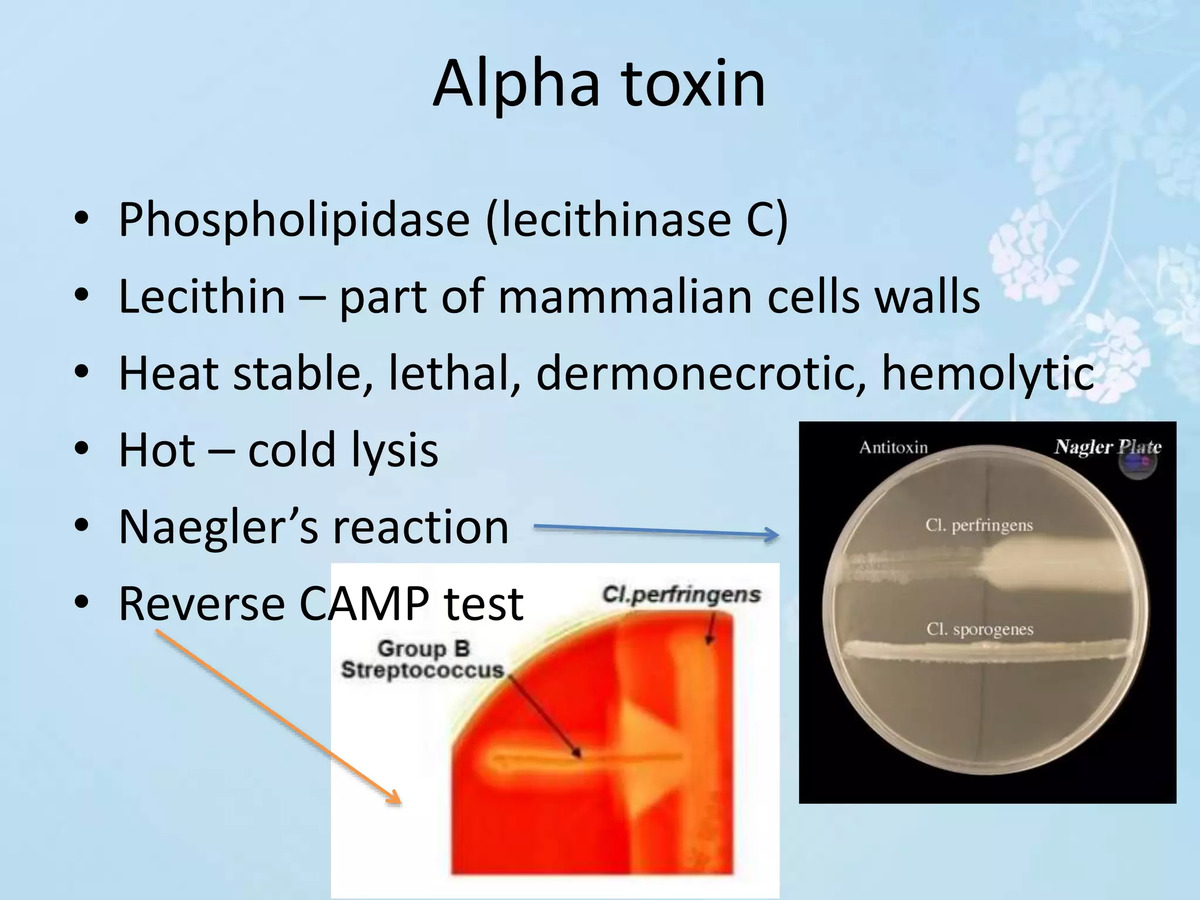 Alpha toxin
• Phospholipidase (lecithinase C)
• Lecithin – part of mammalian cells walls
• Heat stable, lethal, dermonecrotic, hemolytic
• Hot – cold lysis
• Naegler’s reaction
• Reverse CAMP test
Cl.perfringens
Group B
Streptococcus
Antitoxin
Nagler Plate
Cl. perfringens
Cl. sporogenes